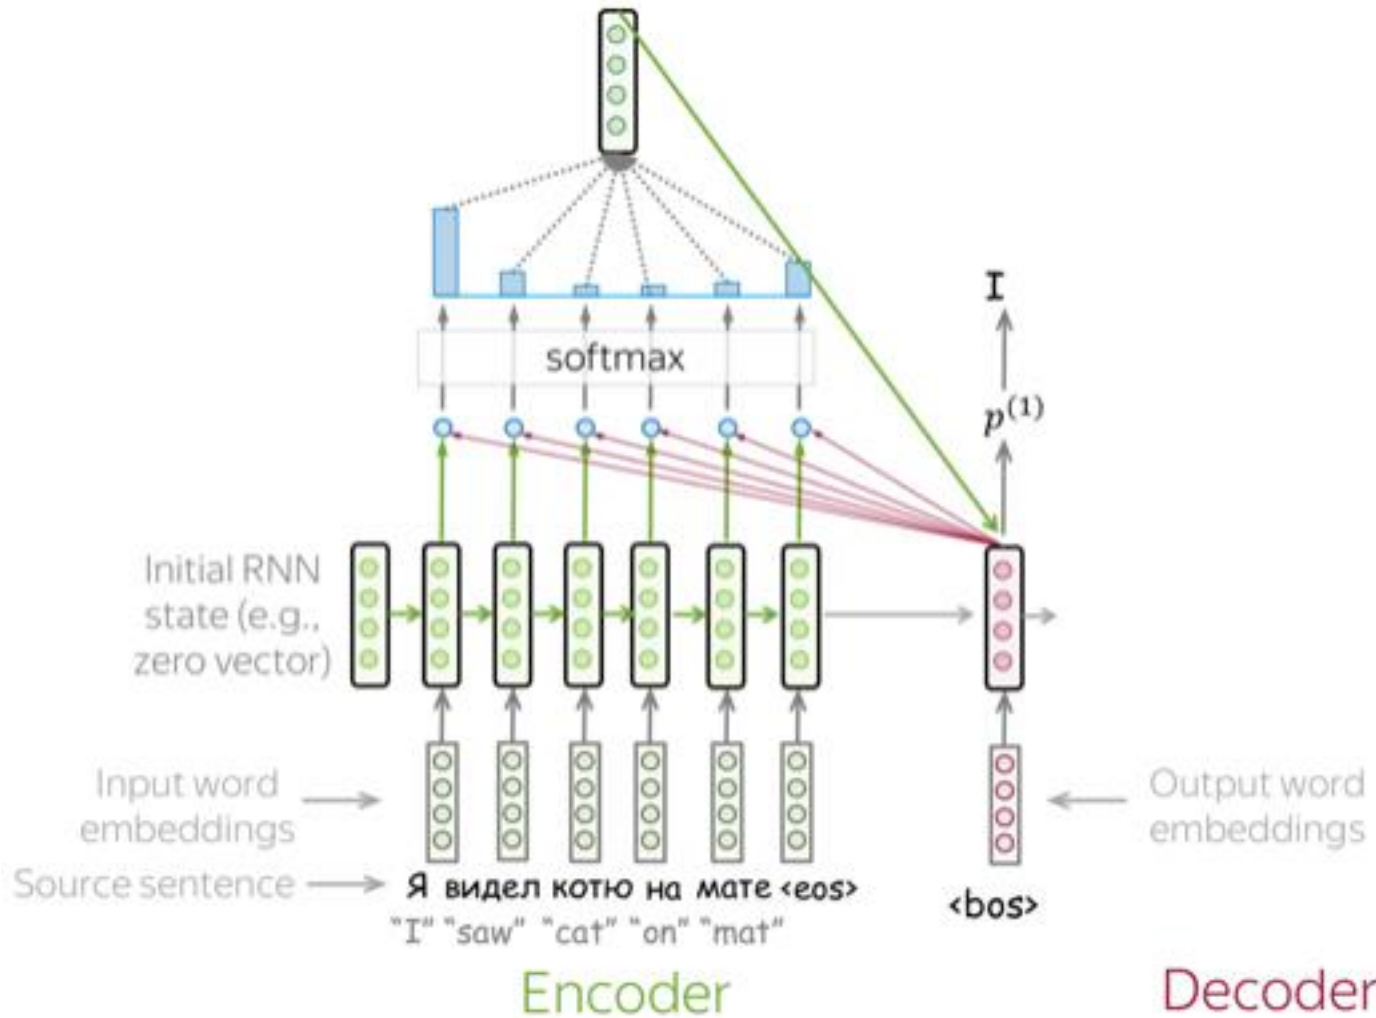 softmax
I
p^(1)
Initial RNN
state (e.g.,
zero vector)
Input word
embeddings
Output word
embeddings
Source sentence
Я видел котю на мате <eos>
"I" "saw" "cat" "on" "mat"
<bos>
Encoder
Decoder